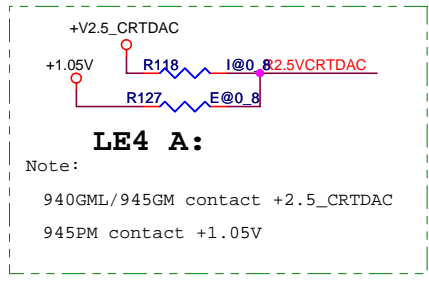 +V2.5_CRTDAC
+1.05V R118 I@0_8 R2.5VCRTDAC
R127 E@0_8
LE4 A:
Note:
940GML/945GM contact +2.5_CRTDAC
945PM contact +1.05V